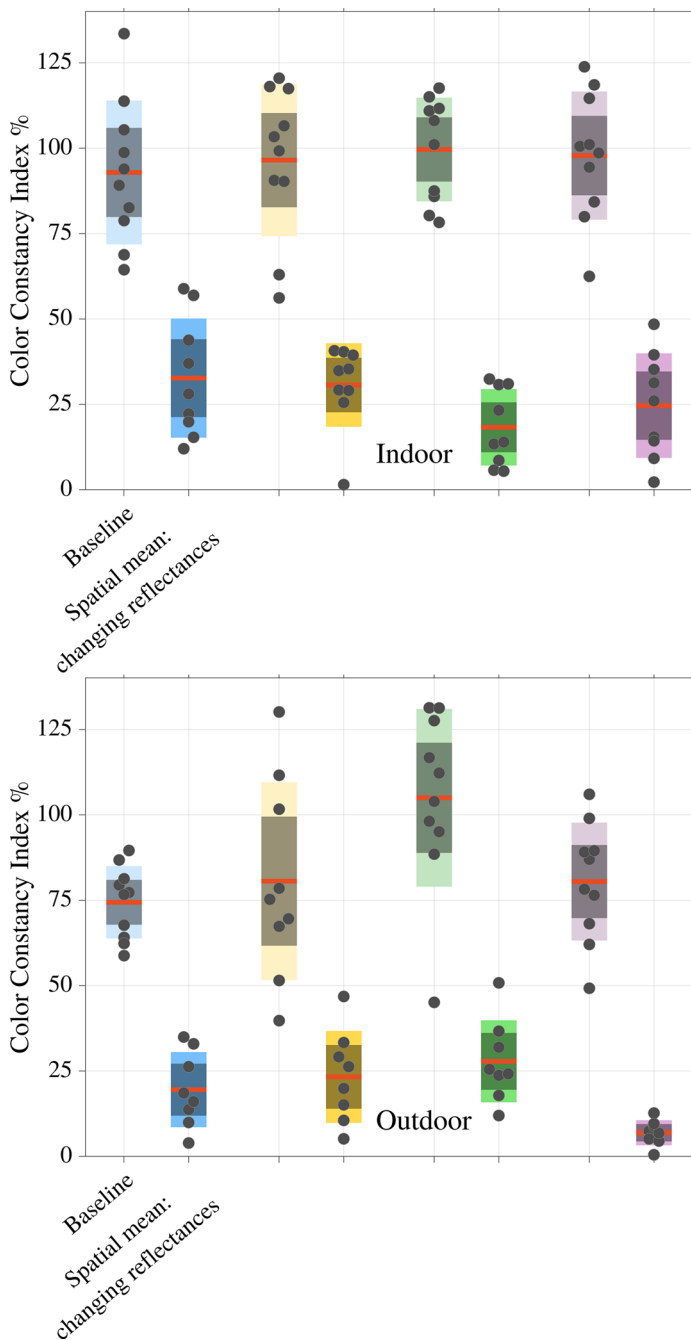 Color Constancy Index %
125
100
75
50
25
0
Indoor
Baseline
Spatial mean:
changing reflectances
Color Constancy Index %
125
100
75
50
25
0
Outdoor
Baseline
Spatial mean:
changing reflectances